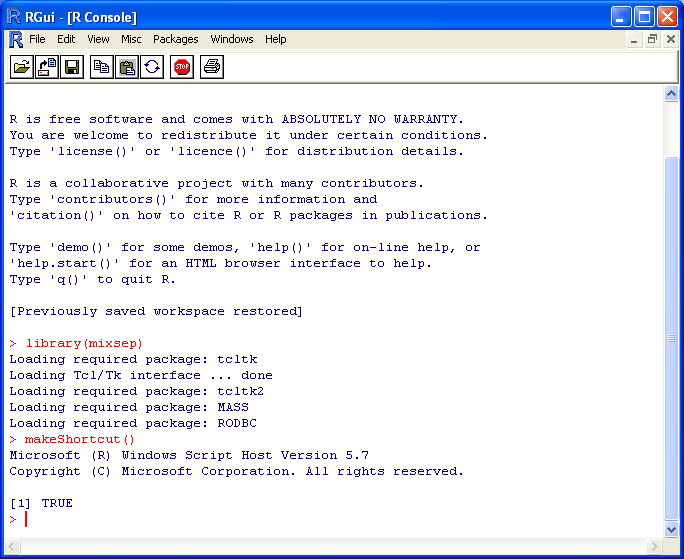 RGui - [R Console]
File Edit View Misc Packages Windows Help
STOP
R is free software and comes with ABSOLUTELY NO WARRANTY.
You are welcome to redistribute it under certain conditions.
Type 'license()' or 'licence()' for distribution details.
R is a collaborative project with many contributors.
Type 'contributors()' for more information and
'citation()' on how to cite R or R packages in publications.
Type 'demo()' for some demos, 'help()' for on-line help, or
'help.start()' for an HTML browser interface to help.
Type 'q()' to quit R.
[Previously saved workspace restored]
> library(mixsep)
Loading required package: tcltk
Loading Tcl/Tk interface ... done
Loading required package: tcltk2
Loading required package: MASS
Loading required package: RODBC
> makeShortcut()
Microsoft (R) Windows Script Host Version 5.7
Copyright (C) Microsoft Corporation. All rights reserved.
[1] TRUE
>